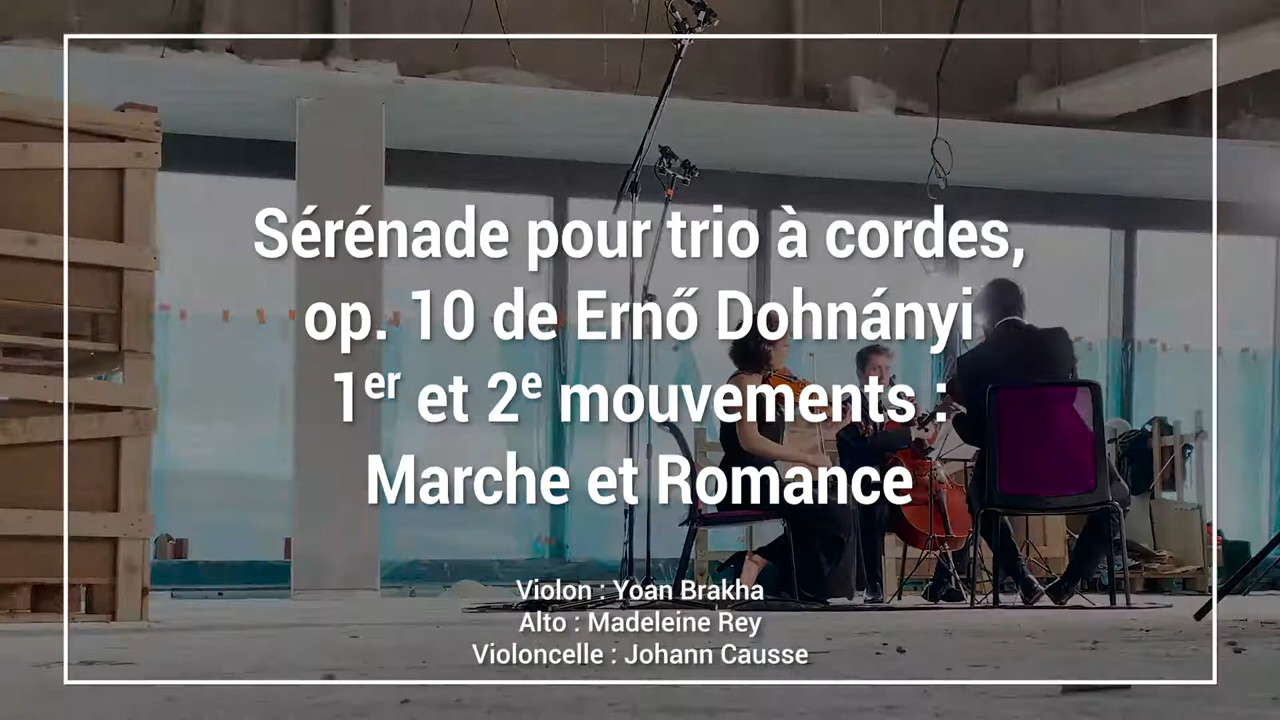 Sérénade pour trio à cordes,
op. 10 de Ernő Dohnányi
1er et 2e mouvements :
Marche et Romance
Violon : Yoan Brakha
Alto : Madeleine Rey
Violoncelle : Johann Causse